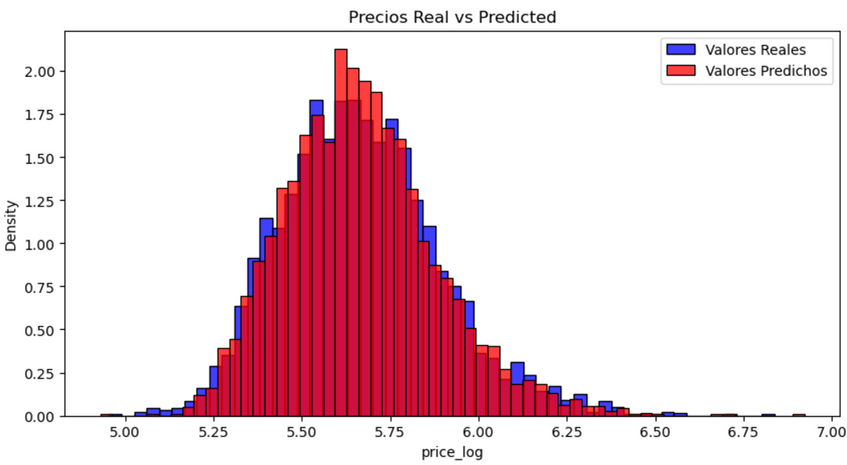 Precios Real vs Predicted
Valores Reales
Valores Predichos
2.00
1.75
1.50
1.25
1.00
0.75
0.50
0.25
0.00
Density
5.00 5.25 5.50 5.75 6.00 6.25 6.50 6.75 7.00
price_log